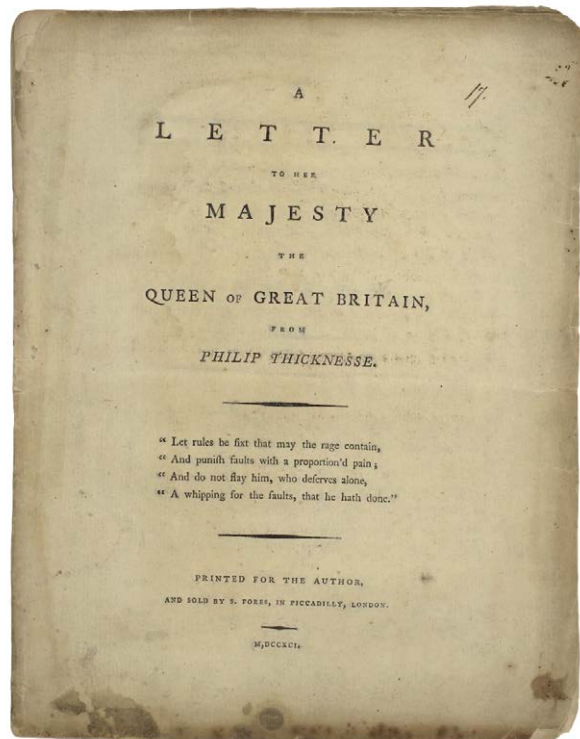 17.
A
LETTER
TO HER
MAJESTY
THE
QUEEN OF GREAT BRITAIN,
FROM
PHILIP THICKNESSE.
“ Let rules be fixt that may the rage contain,
“ And puniſh faults with a proportion'd pain;
“ And do not flay him, who deſerves alone,
“ A whipping for the faults, that he hath done.”
PRINTED FOR THE AUTHOR,
AND SOLD BY S. FORES, IN PICCADILLY, LONDON.
M,DCCXCI.